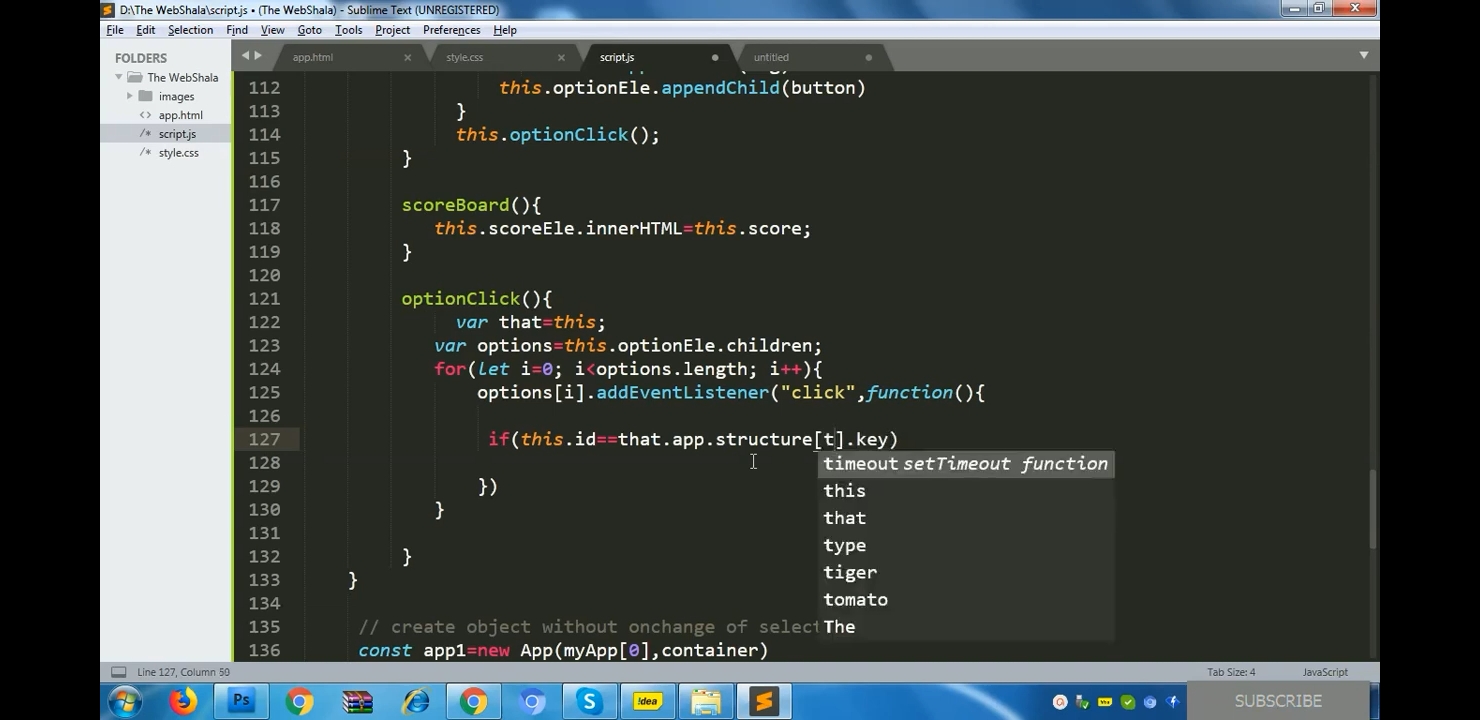 D:\The WebShala\script.js • (The WebShala) - Sublime Text (UNREGISTERED)
File Edit Selection Find View Goto Tools Project Preferences Help
FOLDERS
The WebShala
images
app.html
script.js
style.css
app.html × style.css × script.js untitled
112 this.optionEle.appendChild(button)
113 }
114 this.optionClick();
115 }
116
117 scoreBoard(){
118 this.scoreEle.innerHTML=this.score;
119 }
120
121 optionClick(){
122 var that=this;
123 var options=this.optionEle.children;
124 for(let i=0; i<options.length; i++){
125 options[i].addEventListener("click",function(){
126
127 if(this.id==that.app.structure[t].key)
128
129 })
130 }
131
132 }
133 }
134
135 // create object without onchange of select
136 const app1=new App(myApp[0],container)
timeout setTimeout function
this
that
type
tiger
tomato
The
Line 127, Column 50
Tab Size: 4
JavaScript
Ps
S
!dea
SUBSCRIBE